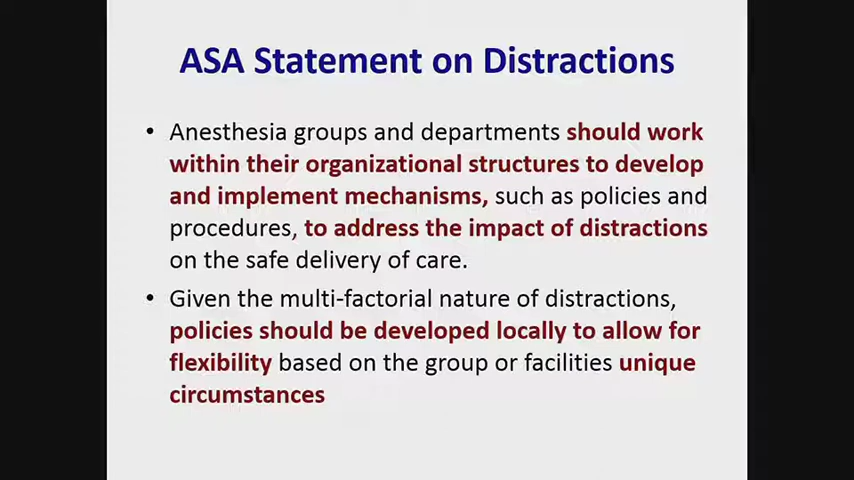 ASA Statement on Distractions
• Anesthesia groups and departments should work
within their organizational structures to develop
and implement mechanisms, such as policies and
procedures, to address the impact of distractions
on the safe delivery of care.
• Given the multi-factorial nature of distractions,
policies should be developed locally to allow for
flexibility based on the group or facilities unique
circumstances